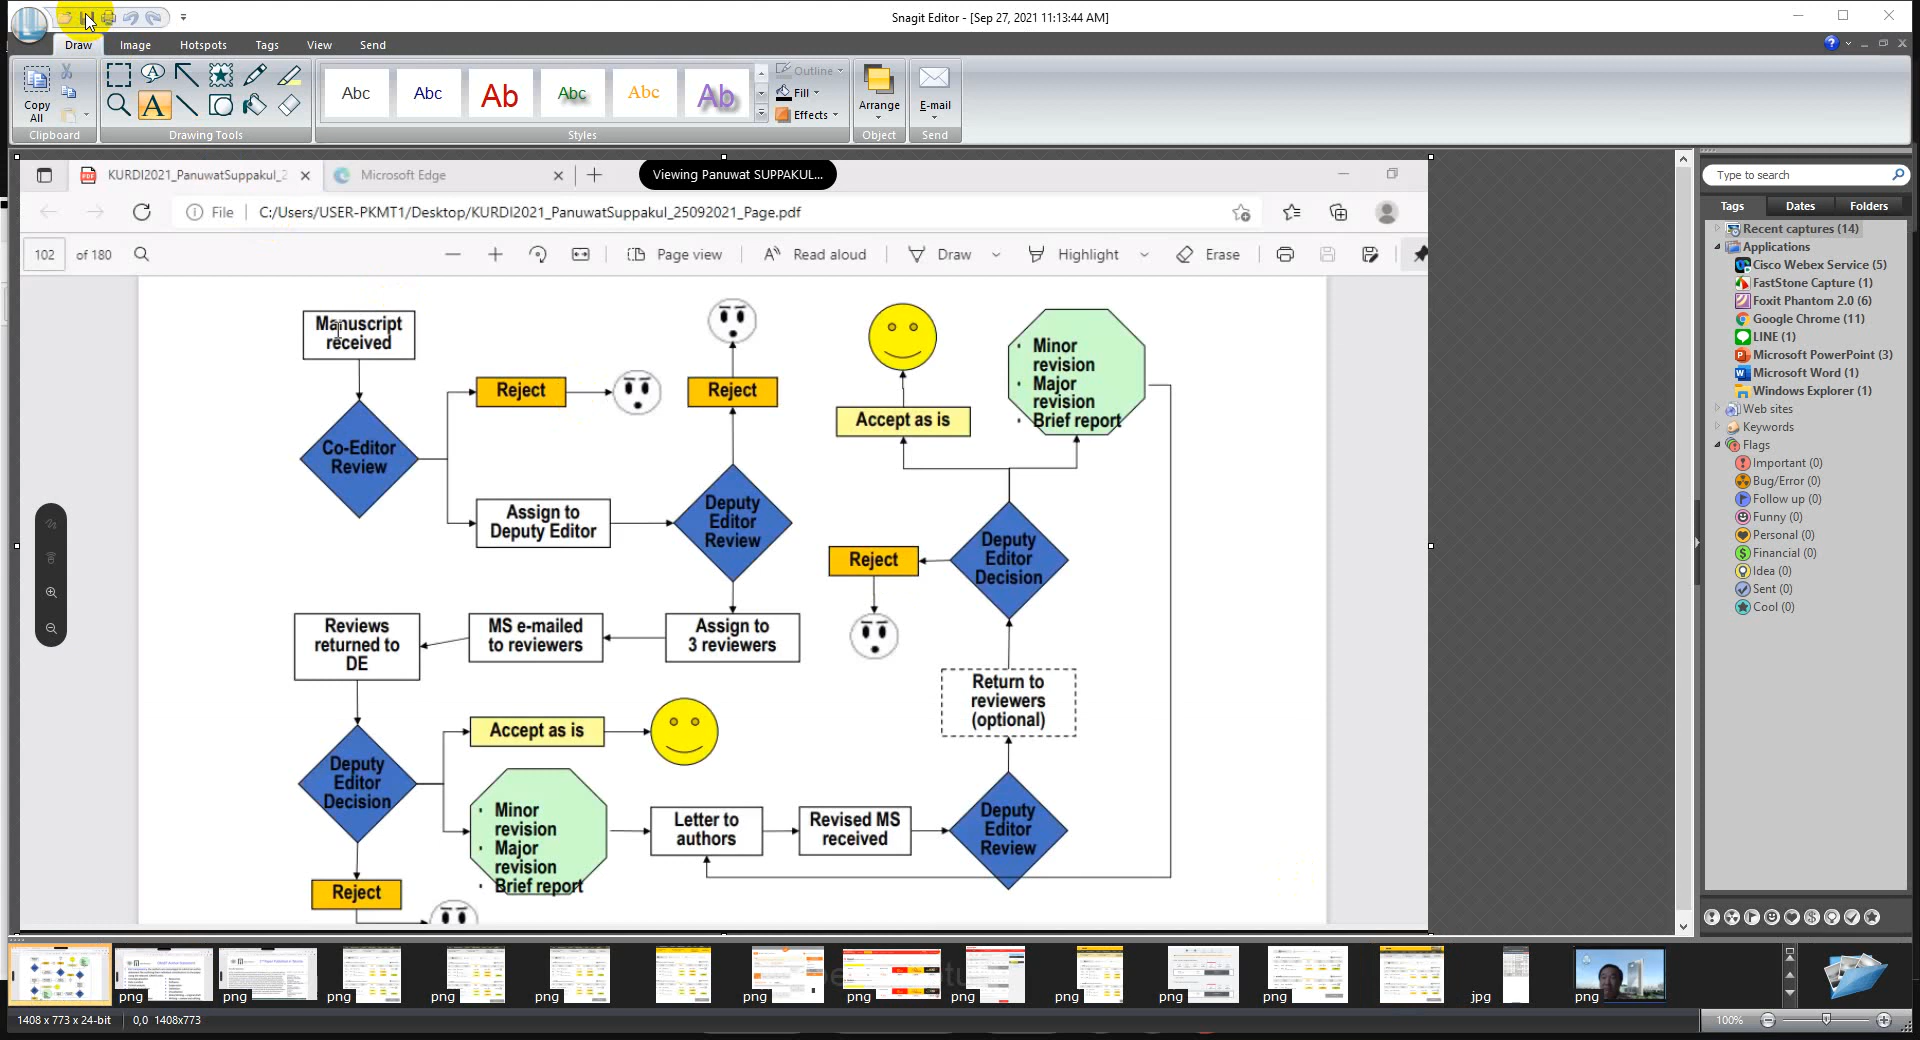 Snagit Editor - [Sep 27, 2021 11:13:44 AM]
Draw Image Hotspots Tags View Send
Copy All
Clipboard
Drawing Tools
Abc Abc Ab Abc Abc Ab
Outline
Fill
Effects
Styles
Arrange
Object
E-mail
Send
KURDI2021_PanuwatSuppakul_2
Microsoft Edge
Viewing Panuwat SUPPAKUL...
File C:/Users/USER-PKMT1/Desktop/KURDI2021_PanuwatSuppakul_25092021_Page.pdf
102 of 180
Page view
Read aloud
Draw
Highlight
Erase
Manuscript
received
Co-Editor
Review
Reject
Assign to
Deputy Editor
Reject
Deputy
Editor
Review
Assign to
3 reviewers
MS e-mailed
to reviewers
Reviews
returned to
DE
Deputy
Editor
Decision
Accept as is
Minor
revision
Major
revision
Brief report
Reject
Letter to
authors
Revised MS
received
Deputy
Editor
Review
Return to
reviewers
(optional)
Deputy
Editor
Decision
Reject
Accept as is
Minor
revision
Major
revision
Brief report
Type to search
Tags Dates Folders
Recent captures (14)
Applications
Cisco Webex Service (5)
FastStone Capture (1)
Foxit Phantom 2.0 (6)
Google Chrome (11)
LINE (1)
Microsoft PowerPoint (3)
Microsoft Word (1)
Windows Explorer (1)
Web sites
Keywords
Flags
Important (0)
Bug/Error (0)
Follow up (0)
Funny (0)
Personal (0)
Financial (0)
Idea (0)
Sent (0)
Cool (0)
png png png png png png png png png png png jpg png
1408 x 773 x 24-bit 0,0 1408x773
100%